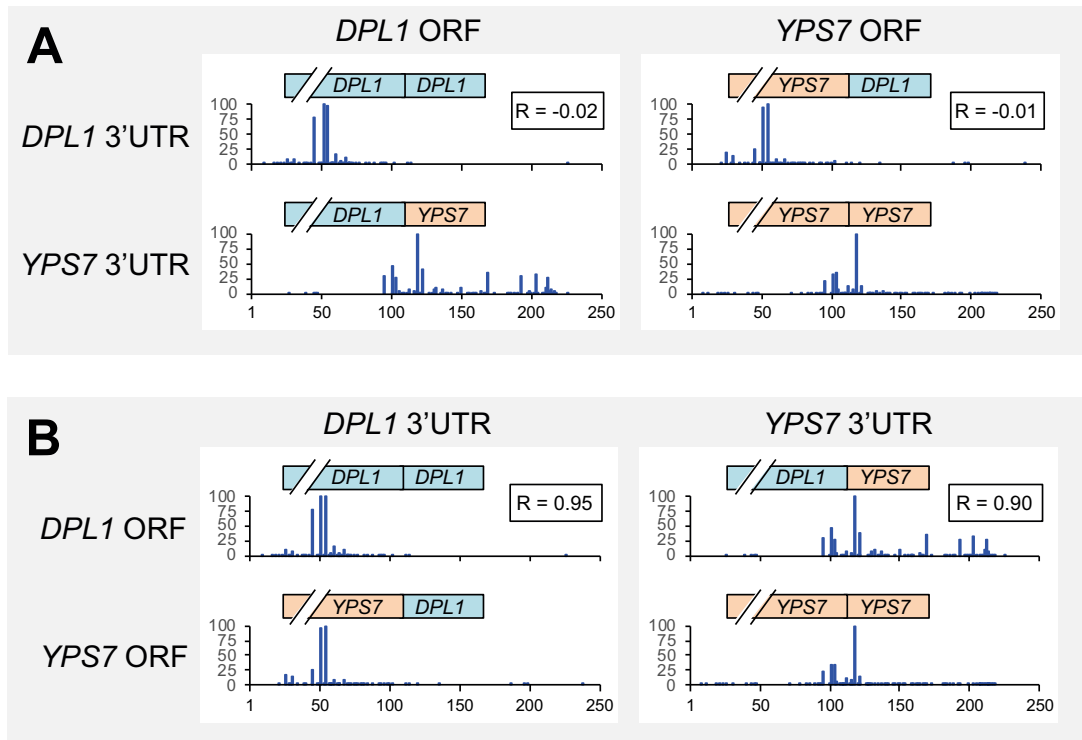 A
DPL1 ORF
YPS7 ORF
DPL1 3’UTR
DPL1 DPL1
100
75
50
25
0
R = -0.02
YPS7 DPL1
100
75
50
25
0
R = -0.01
YPS7 3’UTR
DPL1 YPS7
100
75
50
25
0
1 50 100 150 200 250
YPS7 YPS7
100
75
50
25
0
1 50 100 150 200 250
B
DPL1 3’UTR
YPS7 3’UTR
DPL1 ORF
DPL1 DPL1
100
75
50
25
0
R = 0.95
DPL1 YPS7
100
75
50
25
0
R = 0.90
YPS7 ORF
YPS7 DPL1
100
75
50
25
0
1 50 100 150 200 250
YPS7 YPS7
100
75
50
25
0
1 50 100 150 200 250